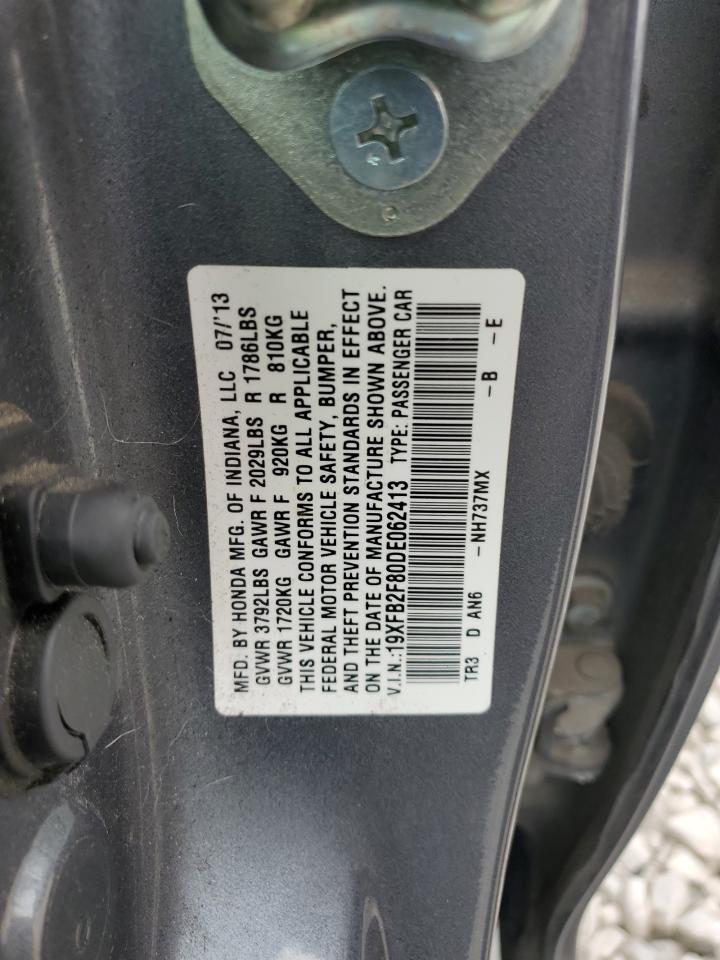 MFD. BY HONDA MFG. OF INDIANA, LLC 07/'13
GVWR 3792LBS GAWR F 2029LBS R 1786LBS
GVWR 1720KG GAWR F 920KG R 810KG
THIS VEHICLE CONFORMS TO ALL APPLICABLE
FEDERAL MOTOR VEHICLE SAFETY, BUMPER,
AND THEFT PREVENTION STANDARDS IN EFFECT
ON THE DATE OF MANUFACTURE SHOWN ABOVE.
V.I.N.:19XFB2F80DE062413 TYPE: PASSENGER CAR
TR3 D AN6 -NH737MX -B -E